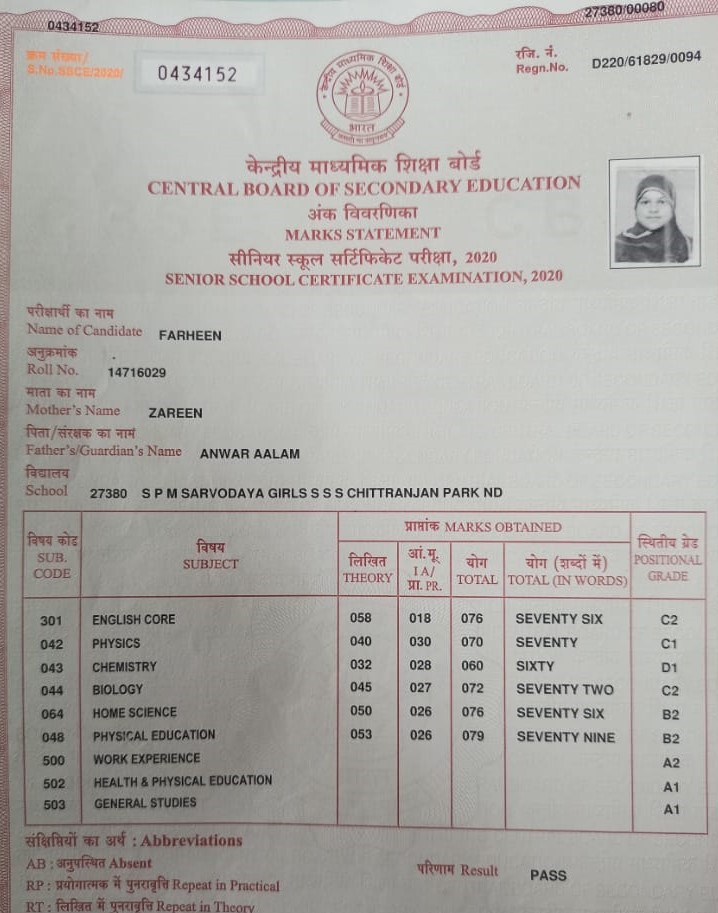 0434152
27380/00080
क्रम संख्या/
S.No.SSCE/2020/
0434152
रजि. नं.
Regn.No. D220/61829/0094
केन्द्रीय माध्यमिक शिक्षा बोर्ड
भारत
केन्द्रीय माध्यमिक शिक्षा बोर्ड
CENTRAL BOARD OF SECONDARY EDUCATION
अंक विवरणिका
MARKS STATEMENT
सीनियर स्कूल सर्टिफिकेट परीक्षा, 2020
SENIOR SCHOOL CERTIFICATE EXAMINATION, 2020
परीक्षार्थी का नाम
Name of Candidate FARHEEN
अनुक्रमांक
Roll No. 14716029
माता का नाम
Mother's Name ZAREEN
पिता/संरक्षक का नाम
Father's/Guardian's Name ANWAR AALAM
विद्यालय
School 27380 S P M SARVODAYA GIRLS S S S CHITTRANJAN PARK ND
विषय कोड SUB. CODE
विषय SUBJECT
प्राप्तांक MARKS OBTAINED
लिखित THEORY
आं.मू. I A/ प्रा. PR.
योग TOTAL
योग (शब्दों में) TOTAL (IN WORDS)
स्थितीय ग्रेड POSITIONAL GRADE
301 ENGLISH CORE 058 018 076 SEVENTY SIX C2
042 PHYSICS 040 030 070 SEVENTY C1
043 CHEMISTRY 032 028 060 SIXTY D1
044 BIOLOGY 045 027 072 SEVENTY TWO C2
064 HOME SCIENCE 050 026 076 SEVENTY SIX B2
048 PHYSICAL EDUCATION 053 026 079 SEVENTY NINE B2
500 WORK EXPERIENCE A2
502 HEALTH & PHYSICAL EDUCATION A1
503 GENERAL STUDIES A1
संक्षिप्तियों का अर्थ : Abbreviations
AB : अनुपस्थित Absent
परिणाम Result PASS
RP : प्रयोगात्मक में पुनरावृत्ति Repeat in Practical
RT : लिखित में पुनरावृत्ति Repeat in Theory